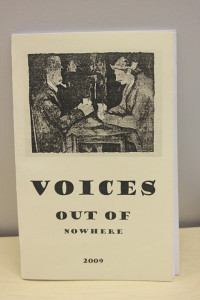 VOICES
OUT OF
NOWHERE
2009